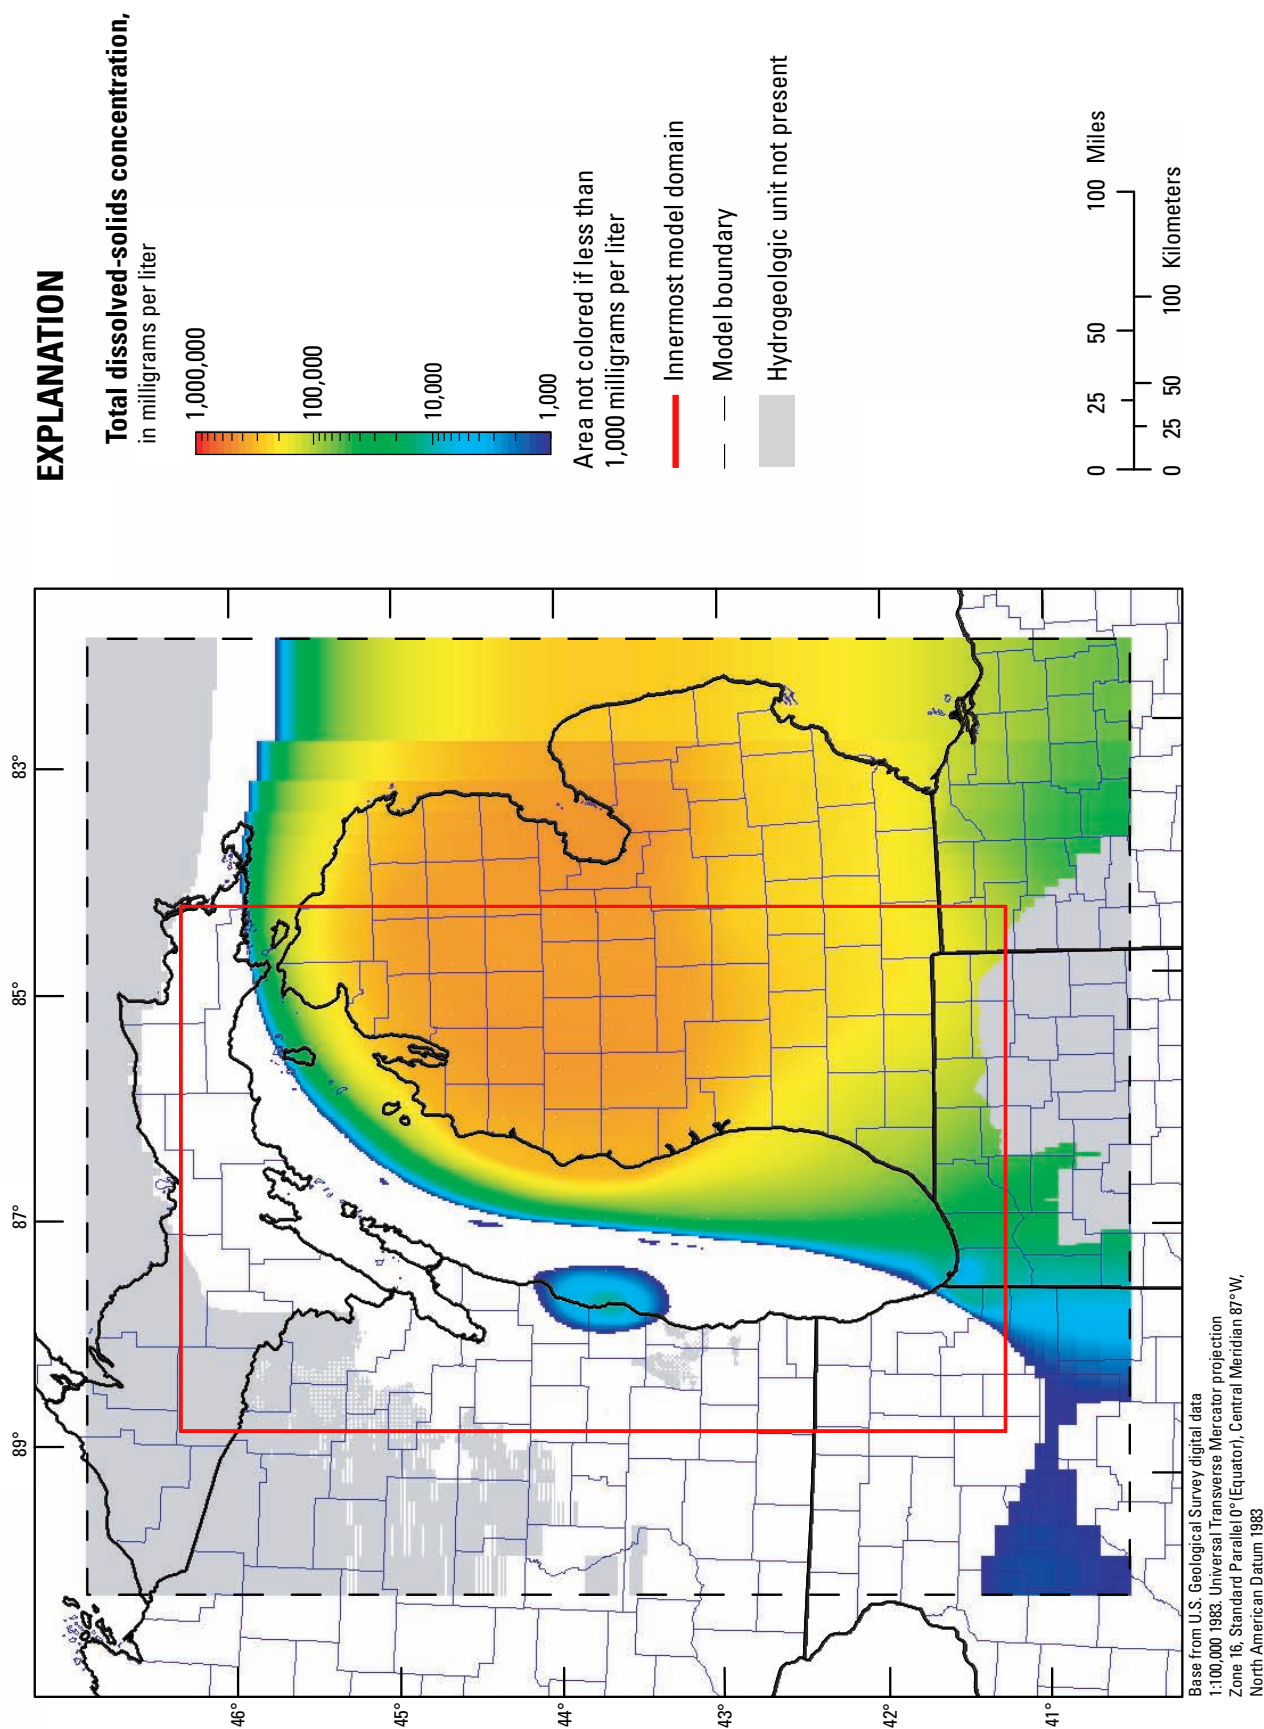 EXPLANATION
Total dissolved-solids concentration,
in milligrams per liter
1,000,000
100,000
10,000
1,000
Area not colored if less than
1,000 milligrams per liter
Innermost model domain
Model boundary
Hydrogeologic unit not present
0 25 50 100 Miles
0 25 50 100 Kilometers
89° 87° 85° 83°
46°
45°
44°
43°
42°
41°
Base from U.S. Geological Survey digital data
1:100,000 1983. Universal Transverse Mercator projection
Zone 16, Standard Parallel 0° (Equator), Central Meridian 87° W,
North American Datum 1983